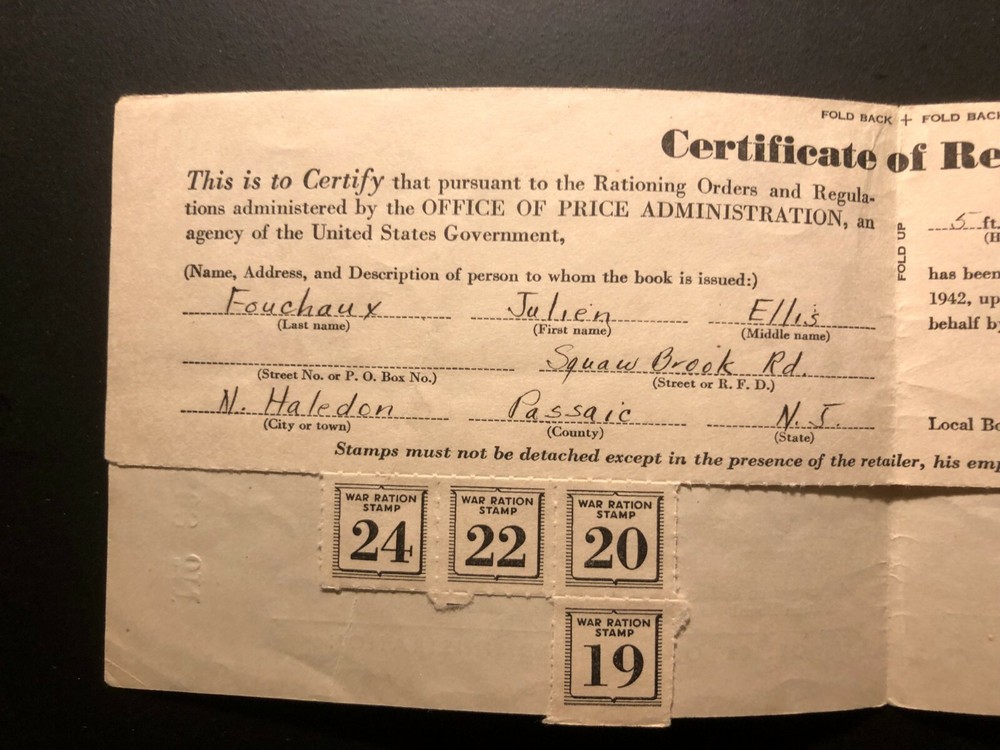 FOLD BACK + FOLD BACK
Certificate of Re
This is to Certify that pursuant to the Rationing Orders and Regula-
tions administered by the OFFICE OF PRICE ADMINISTRATION, an
agency of the United States Government,
(Name, Address, and Description of person to whom the book is issued:)
Fouchaux Julien Ellis
(Last name) (First name) (Middle name)
Squaw Brook Rd.
(Street No. or P. O. Box No.) (Street or R. F. D.)
N. Haledon Passaic N. J.
(City or town) (County) (State)
Stamps must not be detached except in the presence of the retailer, his emp
FOLD UP
5 ft.
(H
has been
1942, up
behalf by
Local Bo
WAR RATION STAMP 24
WAR RATION STAMP 22
WAR RATION STAMP 20
WAR RATION STAMP 19